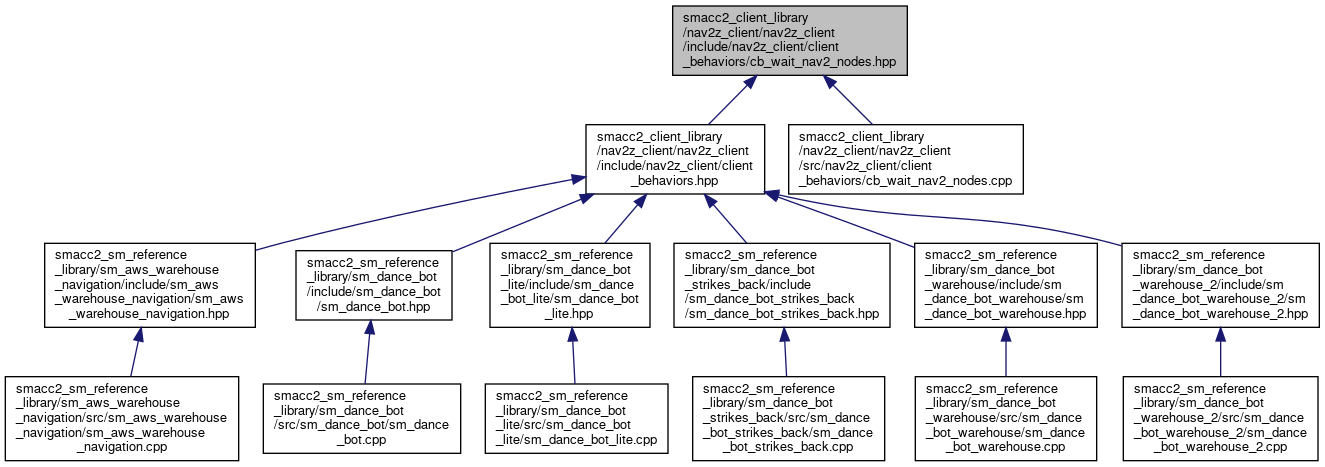 smacc2_client_library
/nav2z_client/nav2z_client
/include/nav2z_client/client
_behaviors/cb_wait_nav2_nodes.hpp
smacc2_client_library
/nav2z_client/nav2z_client
/include/nav2z_client/client
_behaviors.hpp
smacc2_client_library
/nav2z_client/nav2z_client
/src/nav2z_client/client
_behaviors/cb_wait_nav2_nodes.cpp
smacc2_sm_reference
_library/sm_aws_warehouse
_navigation/include/sm_aws
_warehouse_navigation/sm_aws
_warehouse_navigation.hpp
smacc2_sm_reference
_library/sm_dance_bot
/include/sm_dance_bot
/sm_dance_bot.hpp
smacc2_sm_reference
_library/sm_dance_bot
_lite/include/sm_dance
_bot_lite/sm_dance_bot
_lite.hpp
smacc2_sm_reference
_library/sm_dance_bot
_strikes_back/include
/sm_dance_bot_strikes_back
/sm_dance_bot_strikes_back.hpp
smacc2_sm_reference
_library/sm_dance_bot
_warehouse/include/sm
_dance_bot_warehouse/sm
_dance_bot_warehouse.hpp
smacc2_sm_reference
_library/sm_dance_bot
_warehouse_2/include/sm
_dance_bot_warehouse_2/sm
_dance_bot_warehouse_2.hpp
smacc2_sm_reference
_library/sm_aws_warehouse
_navigation/src/sm_aws_warehouse
_navigation/sm_aws_warehouse
_navigation.cpp
smacc2_sm_reference
_library/sm_dance_bot
/src/sm_dance_bot/sm_dance
_bot.cpp
smacc2_sm_reference
_library/sm_dance_bot
_lite/src/sm_dance_bot
_lite/sm_dance_bot_lite.cpp
smacc2_sm_reference
_library/sm_dance_bot
_strikes_back/src/sm_dance
_bot_strikes_back/sm_dance
_bot_strikes_back.cpp
smacc2_sm_reference
_library/sm_dance_bot
_warehouse/src/sm_dance
_bot_warehouse/sm_dance
_bot_warehouse.cpp
smacc2_sm_reference
_library/sm_dance_bot
_warehouse_2/src/sm_dance
_bot_warehouse_2/sm_dance
_bot_warehouse_2.cpp